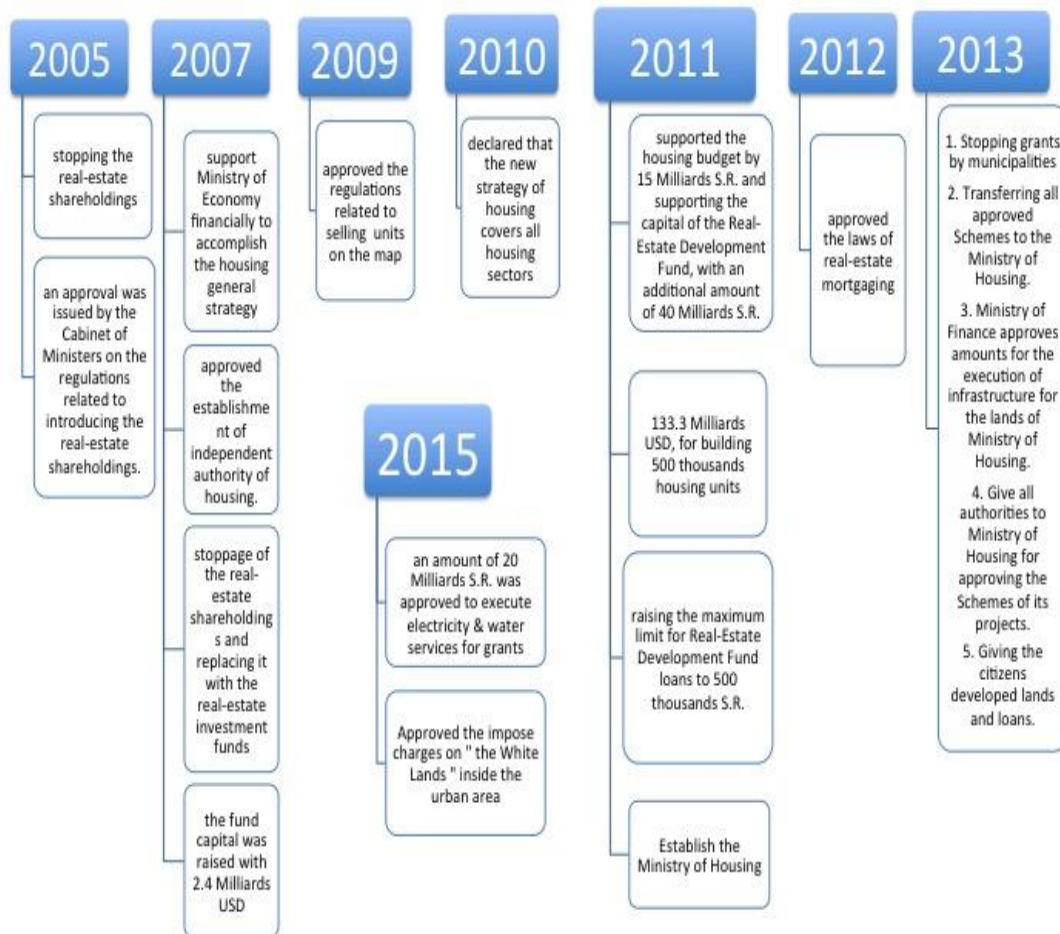 2005
stopping the
real-estate
shareholdings
an approval was
issued by the
Cabinet of
Ministers on the
regulations
related to
introducing the
real-estate
shareholdings.
2007
support
Ministry of
Economy
financially to
accomplish
the housing
general
strategy
approved
the
establishme
nt of
independent
authority of
housing.
stoppage of
the real-
estate
shareholding
s and
replacing it
with the
real-estate
investment
funds
the fund
capital was
raised with
2.4 Milliards
USD
2009
approved the
regulations
related to
selling units
on the map
2010
declared that
the new
strategy of
housing
covers all
housing
sectors
2011
supported the
housing budget by
15 Milliards S.R. and
supporting the
capital of the Real-
Estate Development
Fund, with an
additional amount
of 40 Milliards S.R.
133.3 Milliards
USD, for building
500 thousands
housing units
raising the maximum
limit for Real-Estate
Development Fund
loans to 500
thousands S.R.
Establish the
Ministry of Housing
2012
approved
the laws of
real-estate
mortgaging
2013
1. Stopping grants
by municipalities
2. Transferring all
approved
Schemes to the
Ministry of
Housing.
3. Ministry of
Finance approves
amounts for the
execution of
infrastructure for
the lands of
Ministry of
Housing.
4. Give all
authorities to
Ministry of
Housing for
approving the
Schemes of its
projects.
5. Giving the
citizens
developed lands
and loans.
2015
an amount of 20
Milliards S.R. was
approved to execute
electricity & water
services for grants
Approved the impose
charges on " the White
Lands " inside the
urban area